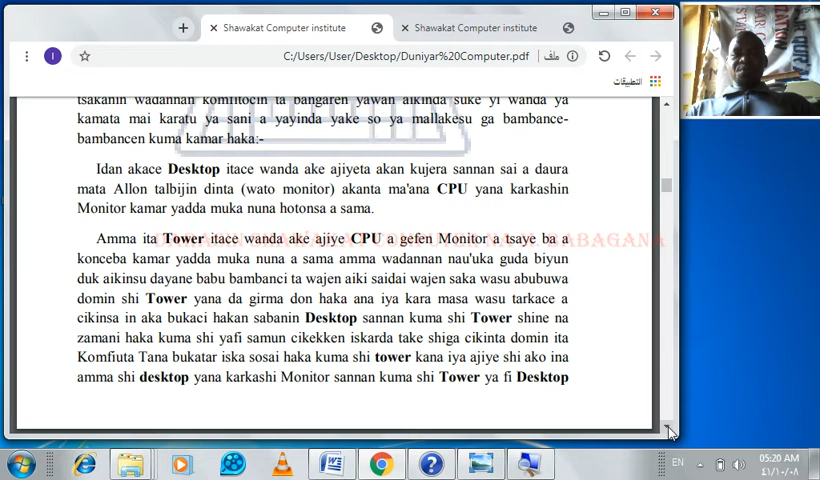 Shawakat Computer institute
Shawakat Computer institute
C:/Users/User/Desktop/Duniyar%20Computer.pdf
ملف
التطبيقات
tsakanin wadannan komfitocin ta bangaren yawan aikinda suke yi wanda ya
kamata mai karatu ya sani a yayinda yake so ya mallakesu ga bambance-
bambancen kuma kamar haka:-
Idan akace Desktop itace wanda ake ajiyeta akan kujera sannan sai a daura
mata Allon talbijin dinta (wato monitor) akanta ma'ana CPU yana karkashin
Monitor kamar yadda muka nuna hotonsa a sama.
Amma ita Tower itace wanda ake ajiye CPU a gefen Monitor a tsaye ba a
konceba kamar yadda muka nuna a sama amma wadannan nau'uka guda biyun
duk aikinsu dayane babu bambanci ta wajen aiki saidai wajen saka wasu abubuwa
domin shi Tower yana da girma don haka ana iya kara masa wasu tarkace a
cikinsa in aka bukaci hakan sabanin Desktop sannan kuma shi Tower shine na
zamani haka kuma shi yafi samun cikekken iskarda take shiga cikinta domin ita
Komfiuta Tana bukatar iska sosai haka kuma shi tower kana iya ajiye shi ako ina
amma shi desktop yana karkashi Monitor sannan kuma shi Tower ya fi Desktop
EN
05:20 AM
٤١/١٠/٠٨